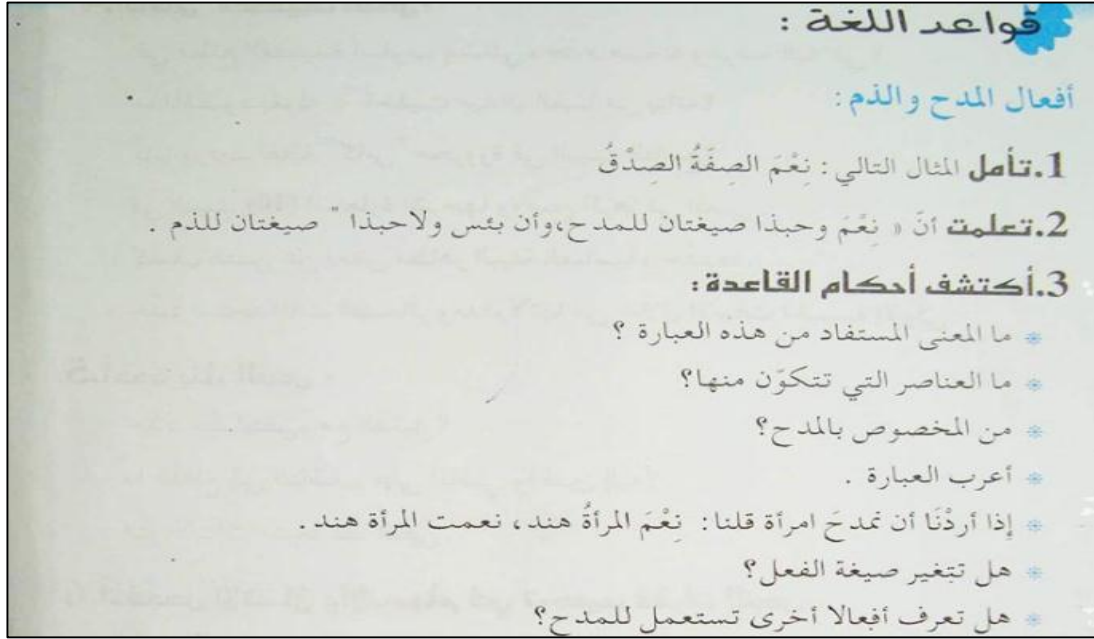 قواعد اللغة :
أفعال المدح والذم :
1.تأمل المثال التالي : نِعْمَ الصِفَةُ الصِدْقُ
2.تعلمت أنّ « نِعْمَ وحبذا صيغتان للمدح،وأن بئس ولاحبذا " صيغتان للذم .
3.أكتشف أحكام القاعدة :
* ما المعنى المستفاد من هذه العبارة ؟
* ما العناصر التي تتكوّن منها؟
* من المخصوص بالمدح؟
* أعرب العبارة .
* إذا أردْنَا أن نمدحَ امرأة قلنا : نِعْمَ المرأةُ هند ، نعمت المرأة هند .
* هل تتغير صيغة الفعل؟
* هل تعرف أفعالا أخرى تستعمل للمدح؟